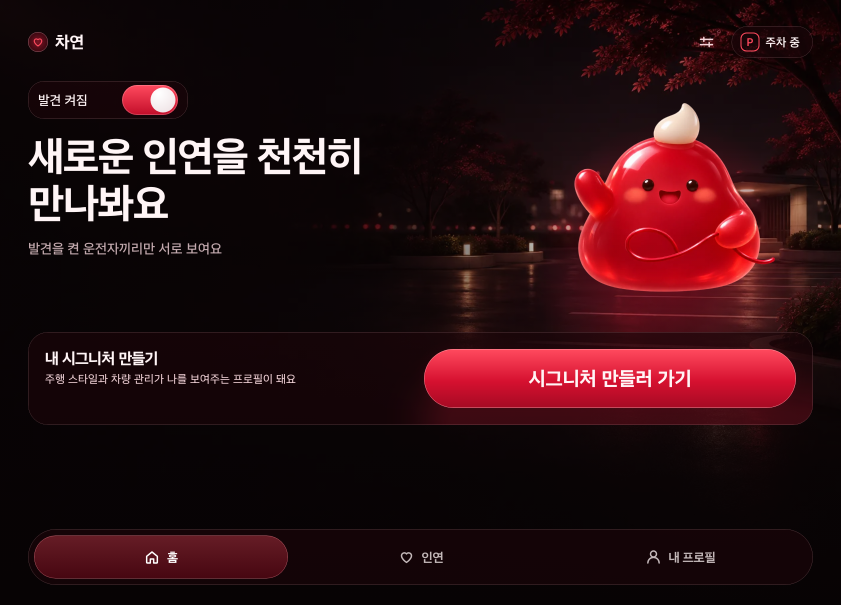 차연
P 주차 중
발견 켜짐
새로운 인연을 천천히
만나봐요
발견을 켠 운전자끼리만 서로 보여요
내 시그니처 만들기
주행 스타일과 차량 관리가 나를 보여주는 프로필이 돼요
시그니처 만들러 가기
홈
인연
내 프로필